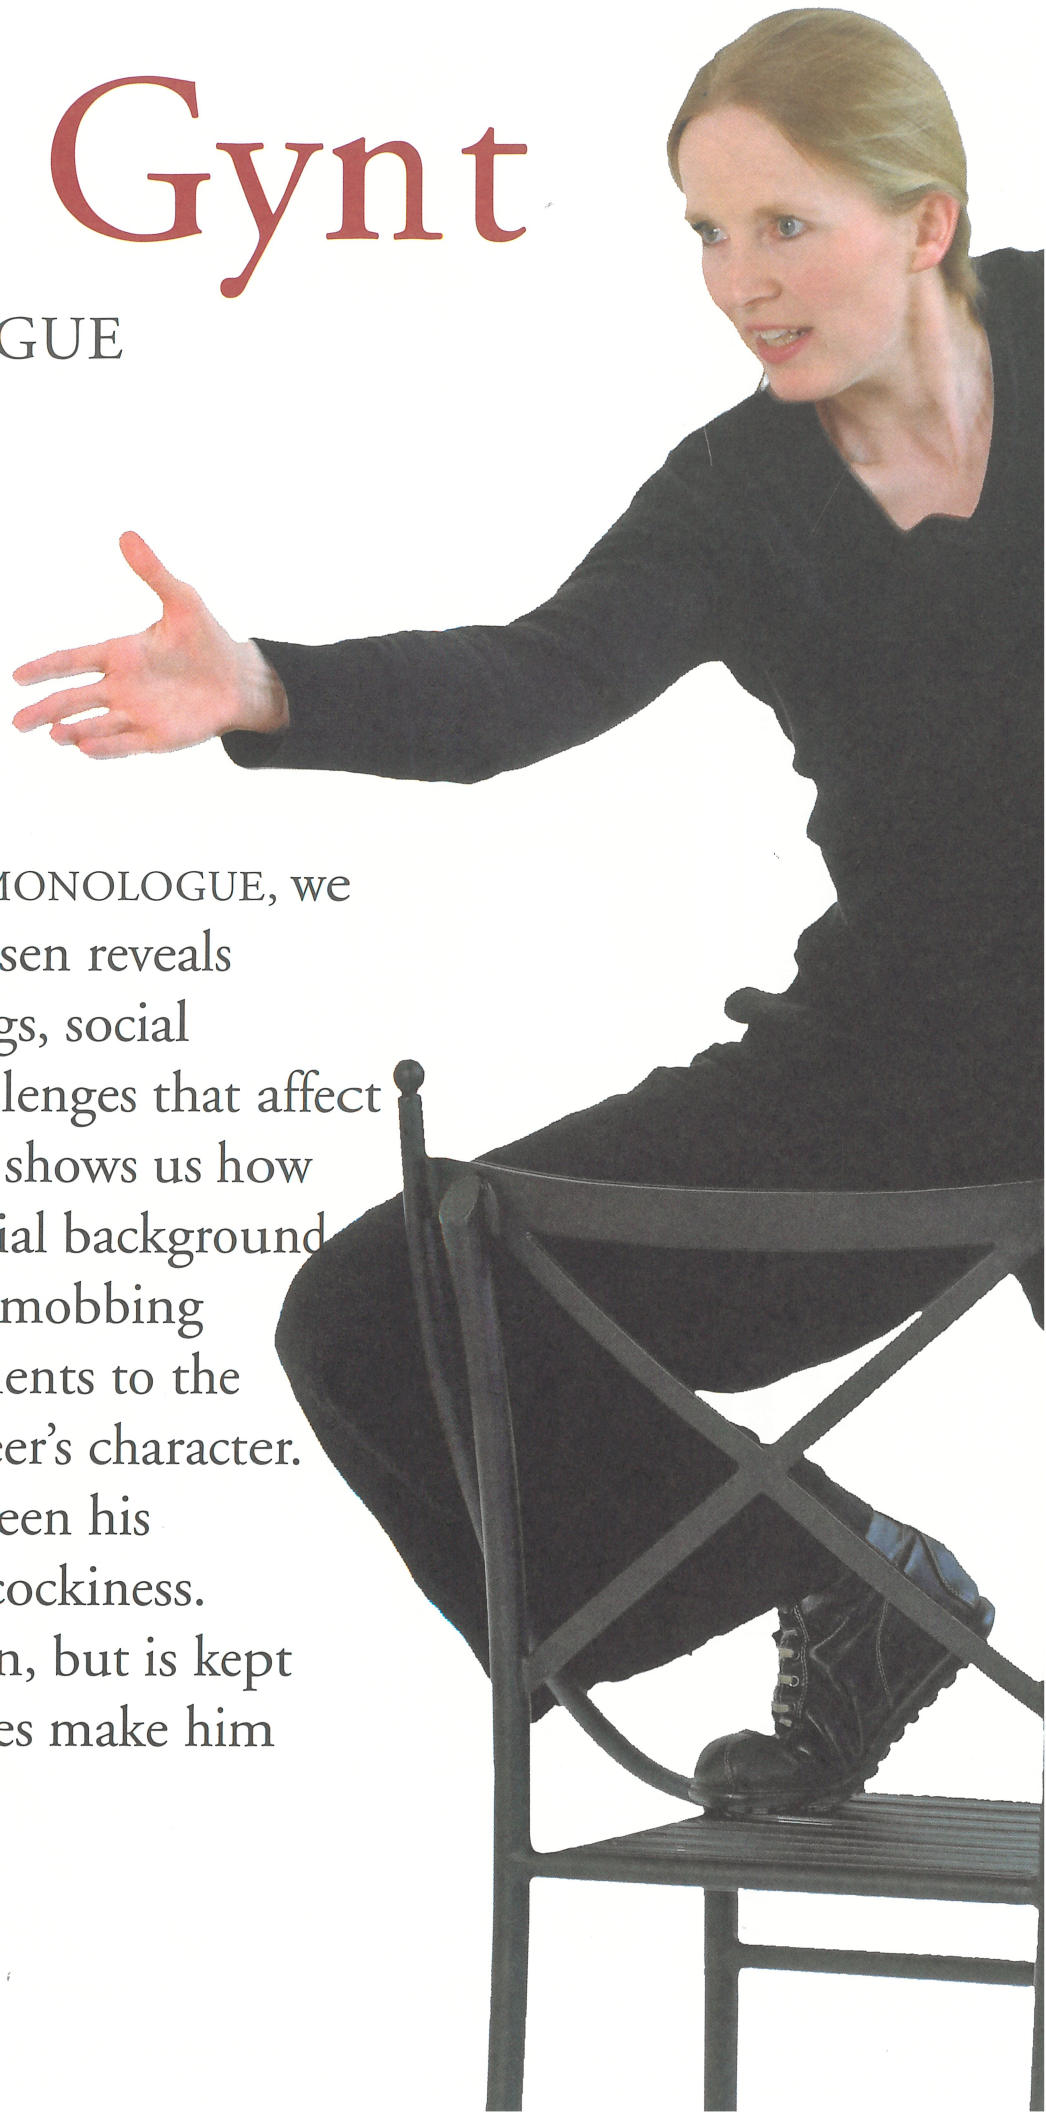 Gynt
GUE
MONOLOGUE, we
sen reveals
gs, social
lenges that affect
shows us how
ial background
mobbing
ents to the
eer's character.
een his
cockiness.
n, but is kept
es make him